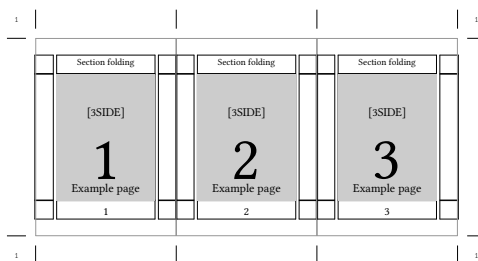 1 1
Section folding Section folding Section folding
[3SIDE] [3SIDE] [3SIDE]
1 2 3
Example page Example page Example page
1 2 3
1 1